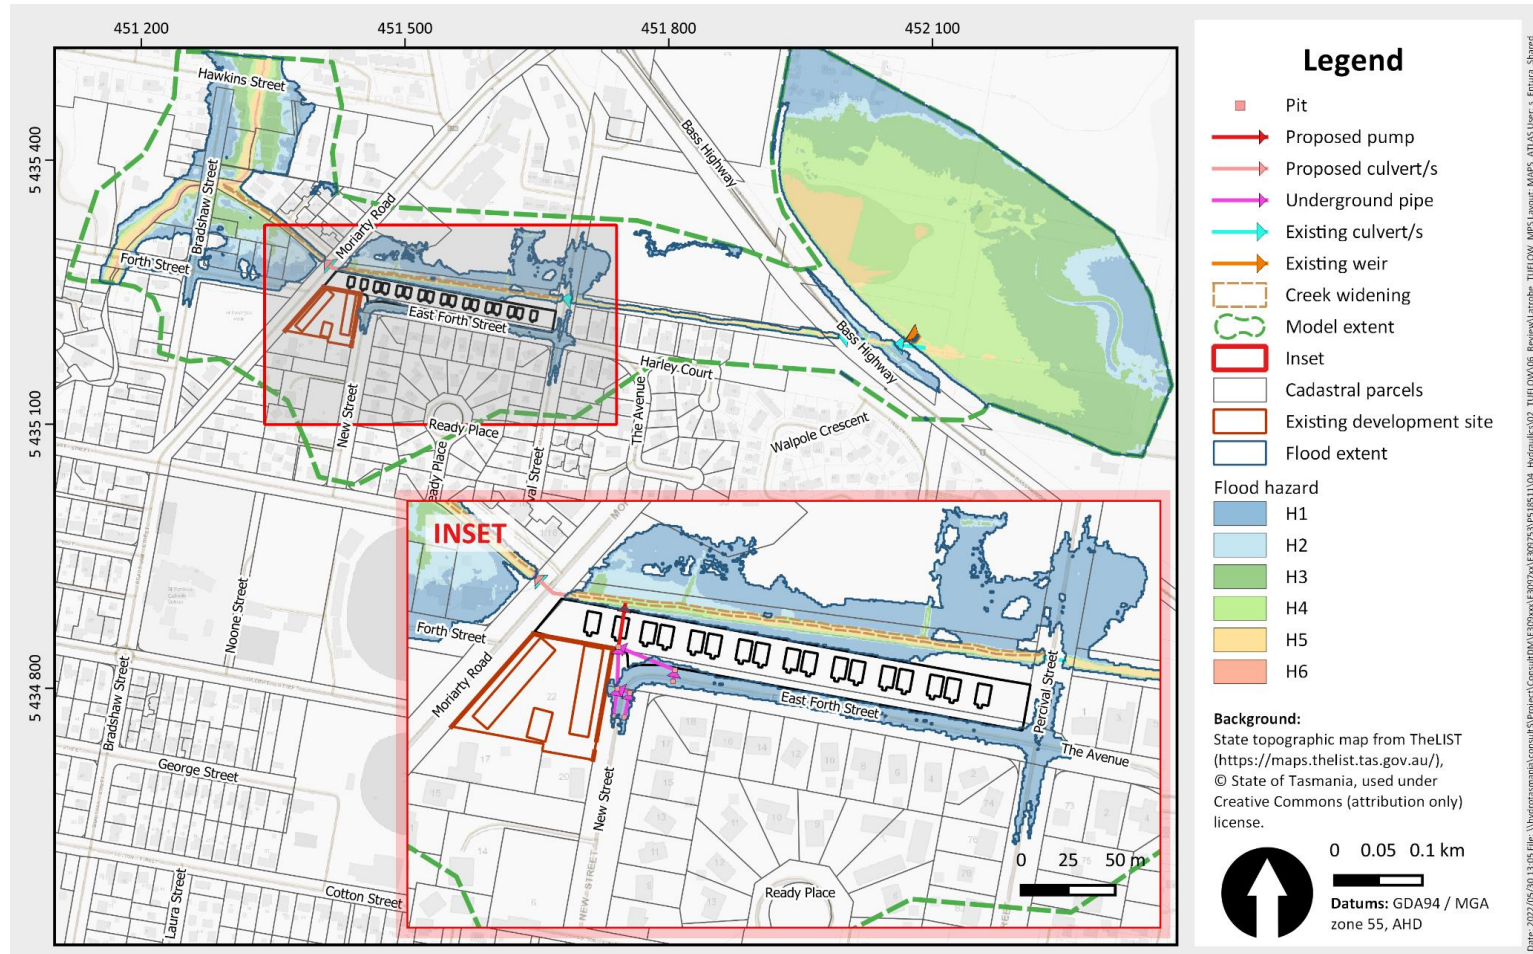 451 200
451 500
451 800
452 100
5 435 400
5 435 100
5 434 800
Hawkins Street
Bradshaw Street
Forth Street
Moriarty Road
Bass Highway
East Forth Street
Bass Highway
Harley Court
The Avenue
New Street
Ready Place
Walpole Crescent
Noone Street
Bradshaw Street
George Street
Cotton Street
Laura Street
INSET
Forth Street
Moriarty Road
East Forth Street
Percival Street
The Avenue
New Street
NEW STREET
Ready Place
0 25 50 m
Legend
Pit
Proposed pump
Proposed culvert/s
Underground pipe
Existing culvert/s
Existing weir
Creek widening
Model extent
Inset
Cadastral parcels
Existing development site
Flood extent
Flood hazard
H1
H2
H3
H4
H5
H6
Background:
State topographic map from TheLIST
(https://maps.thelist.tas.gov.au/),
© State of Tasmania, used under
Creative Commons (attribution only)
license.
0 0.05 0.1 km
Datums: GDA94 / MGA
zone 55, AHD